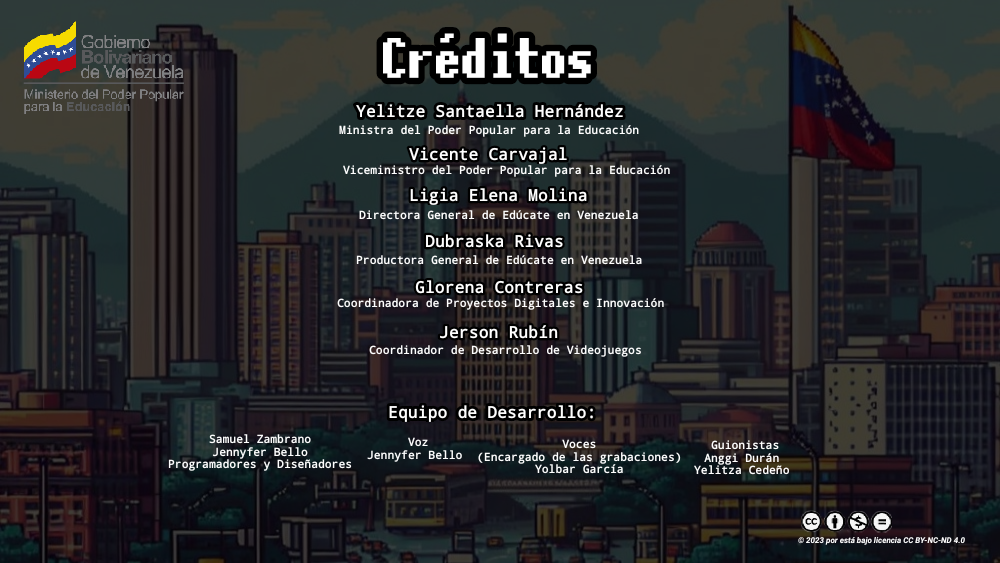 Gobierno
Bolivariano
de Venezuela
Ministerio del Poder Popular
para la Educación
Créditos
Yelitze Santaella Hernández
Ministra del Poder Popular para la Educación
Vicente Carvajal
Viceministro del Poder Popular para la Educación
Ligia Elena Molina
Directora General de Edúcate en Venezuela
Dubraska Rivas
Productora General de Edúcate en Venezuela
Glorena Contreras
Coordinadora de Proyectos Digitales e Innovación
Jerson Rubín
Coordinador de Desarrollo de Videojuegos
Equipo de Desarrollo:
Samuel Zambrano
Jennyfer Bello
Programadores y Diseñadores
Voz
Jennyfer Bello
Voces
(Encargado de las grabaciones)
Yolbar García
Guionistas
Anggi Durán
Yelitza Cedeño
cc
© 2023 por está bajo licencia CC BY-NC-ND 4.0